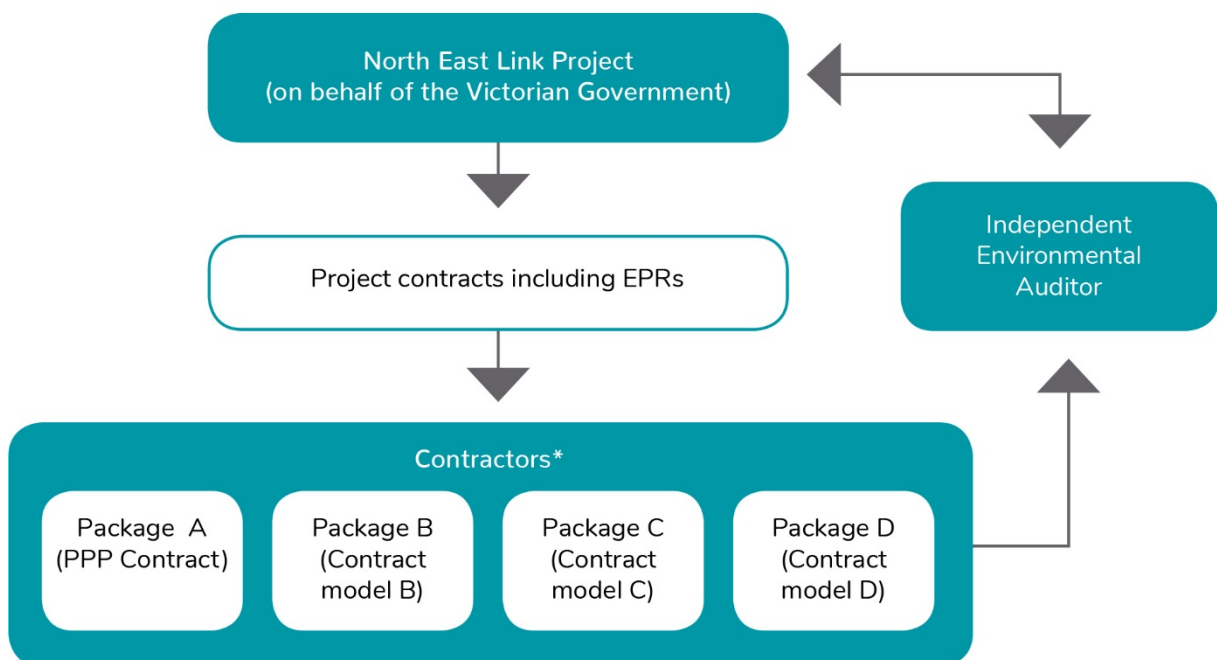 North East Link Project
(on behalf of the Victorian Government)
Project contracts including EPRs
Independent
Environmental
Auditor
Contractors*
Package A
(PPP Contract)
Package B
(Contract
model B)
Package C
(Contract
model C)
Package D
(Contract
model D)